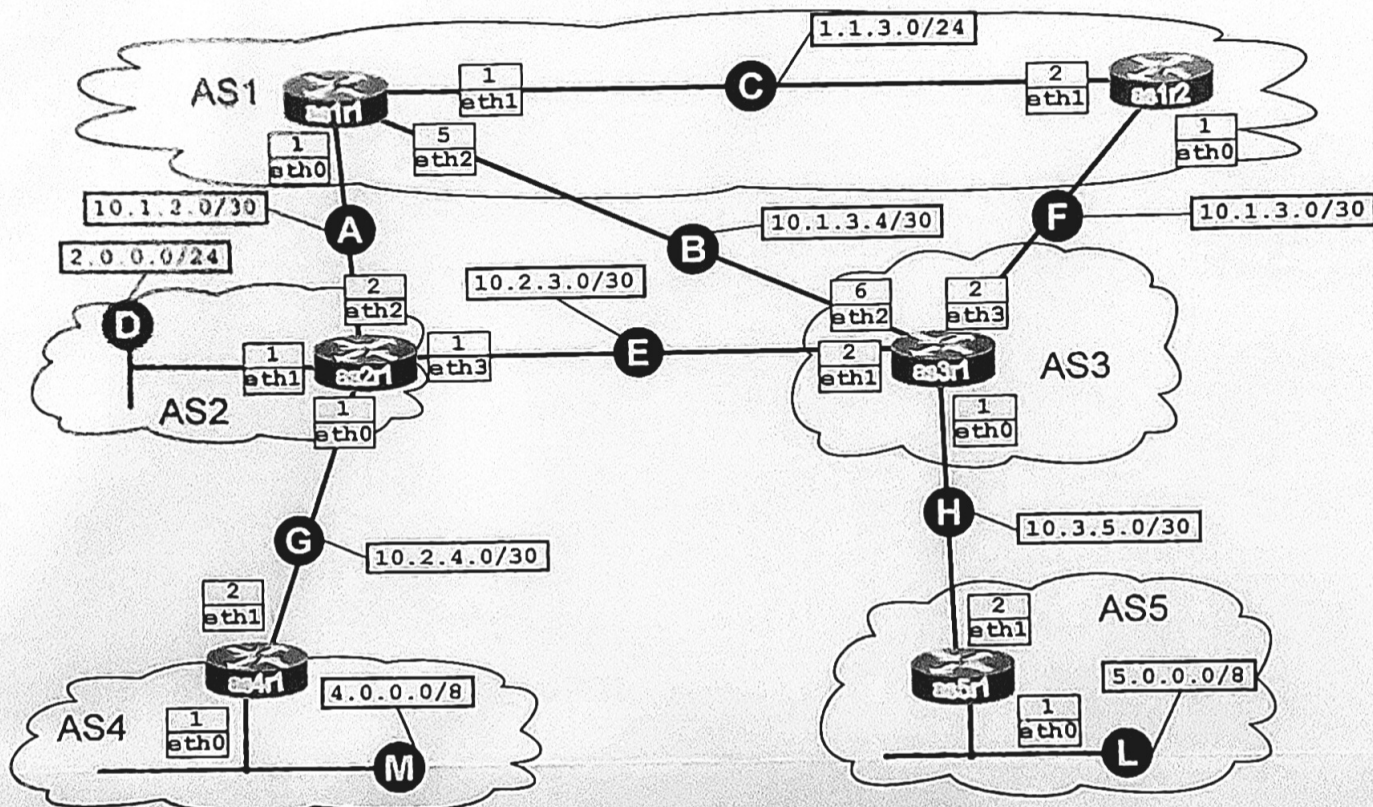 1.1.3.0/24
AS1
as1r1
1
eth1
C
2
eth1
as1r2
1
eth0
5
eth2
1
eth0
10.1.2.0/30
A
10.1.3.4/30
B
F
10.1.3.0/30
2.0.0.0/24
D
2
eth2
10.2.3.0/30
6
eth2
2
eth3
1
eth1
as2r1
1
eth3
E
2
eth1
as3r1
AS3
AS2
1
eth0
1
eth0
G
10.2.4.0/30
H
10.3.5.0/30
2
eth1
2
eth1
AS5
as4r1
4.0.0.0/8
as5r1
5.0.0.0/8
AS4
1
eth0
M
1
eth0
L